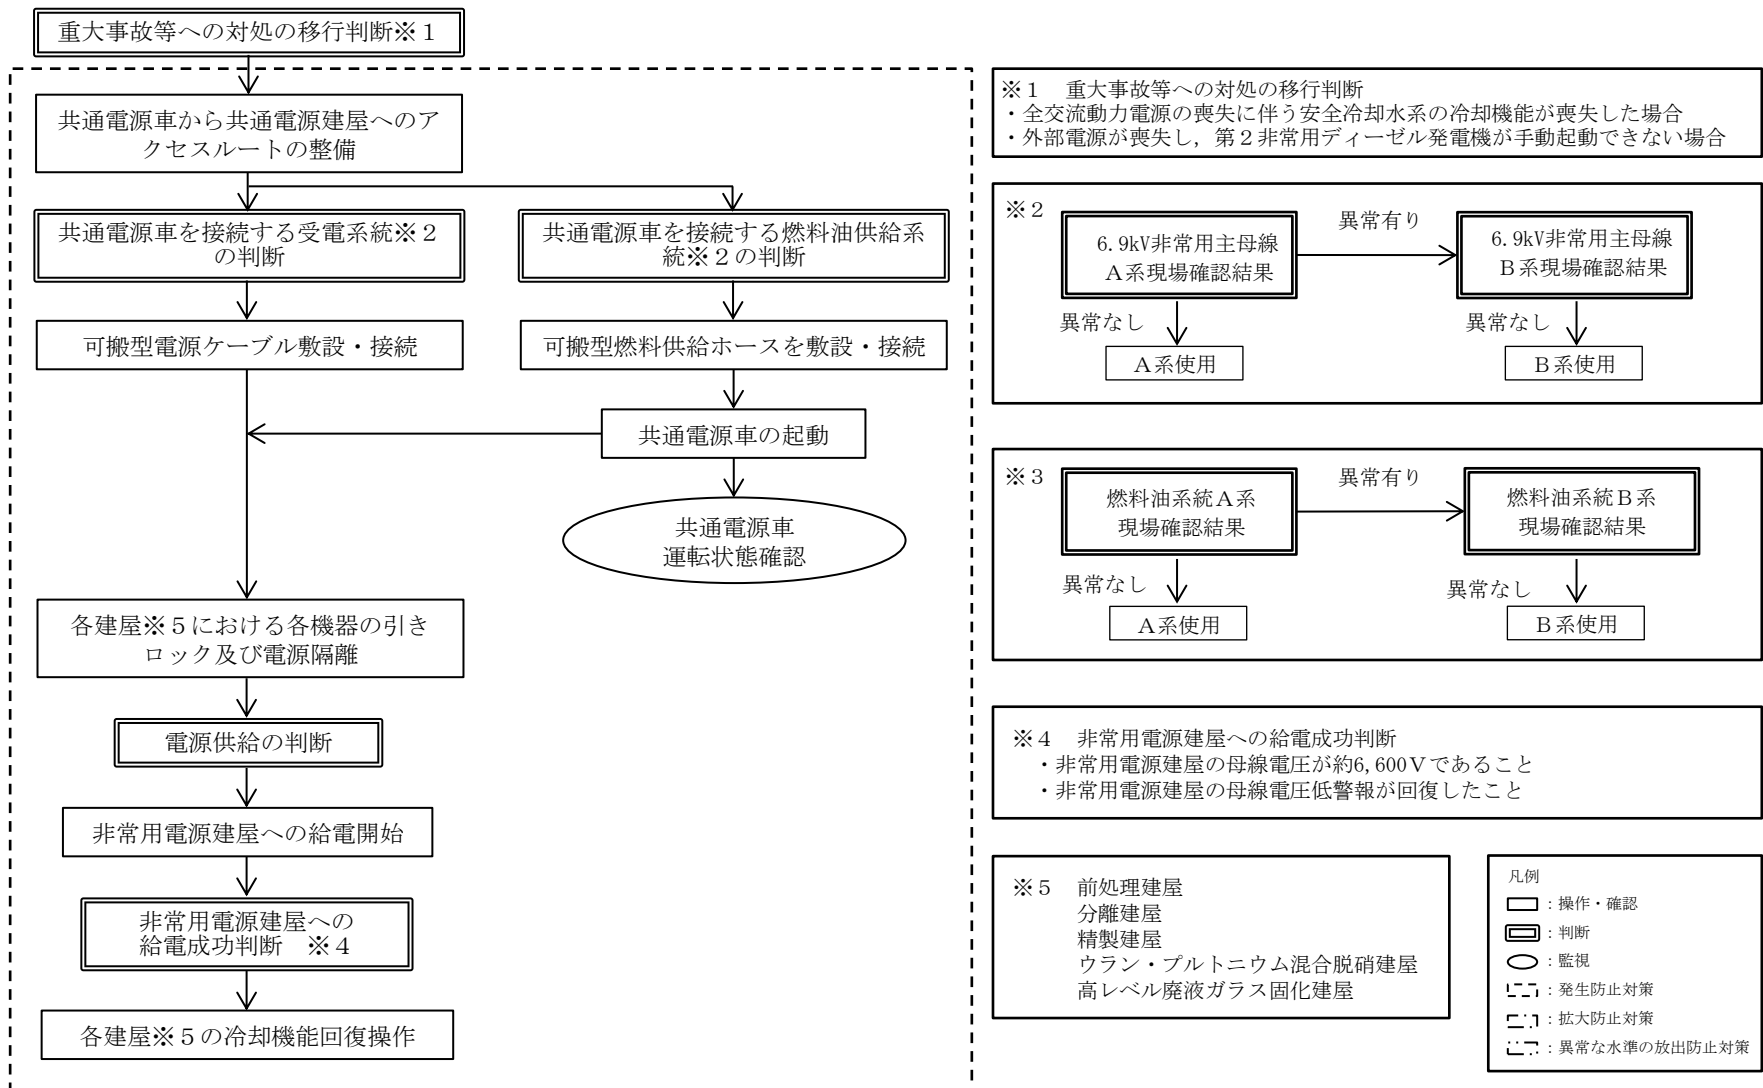 重大事故等への対処の移行判断※１
共通電源車から共通電源建屋へのア
クセスルートの整備
共通電源車を接続する受電系統※２
の判断
共通電源車を接続する燃料油供給系
統※２の判断
可搬型電源ケーブル敷設・接続
可搬型燃料供給ホースを敷設・接続
共通電源車の起動
共通電源車
運転状態確認
各建屋※５における各機器の引き
ロック及び電源隔離
電源供給の判断
非常用電源建屋への給電開始
非常用電源建屋への
給電成功判断　※４
各建屋※５の冷却機能回復操作
※１　重大事故等への対処の移行判断
・全交流動力電源の喪失に伴う安全冷却水系の冷却機能が喪失した場合
・外部電源が喪失し，第２非常用ディーゼル発電機が手動起動できない場合
※２
6.9kV非常用主母線
Ａ系現場確認結果
異常有り
6.9kV非常用主母線
Ｂ系現場確認結果
異常なし
異常なし
Ａ系使用
Ｂ系使用
※３
燃料油系統Ａ系
現場確認結果
異常有り
燃料油系統Ｂ系
現場確認結果
異常なし
異常なし
Ａ系使用
Ｂ系使用
※４　非常用電源建屋への給電成功判断
・非常用電源建屋の母線電圧が約6,600Ｖであること
・非常用電源建屋の母線電圧低警報が回復したこと
※５　前処理建屋
分離建屋
精製建屋
ウラン・プルトニウム混合脱硝建屋
高レベル廃液ガラス固化建屋
凡例
：操作・確認
：判断
：監視
：発生防止対策
：拡大防止対策
：異常な水準の放出防止対策